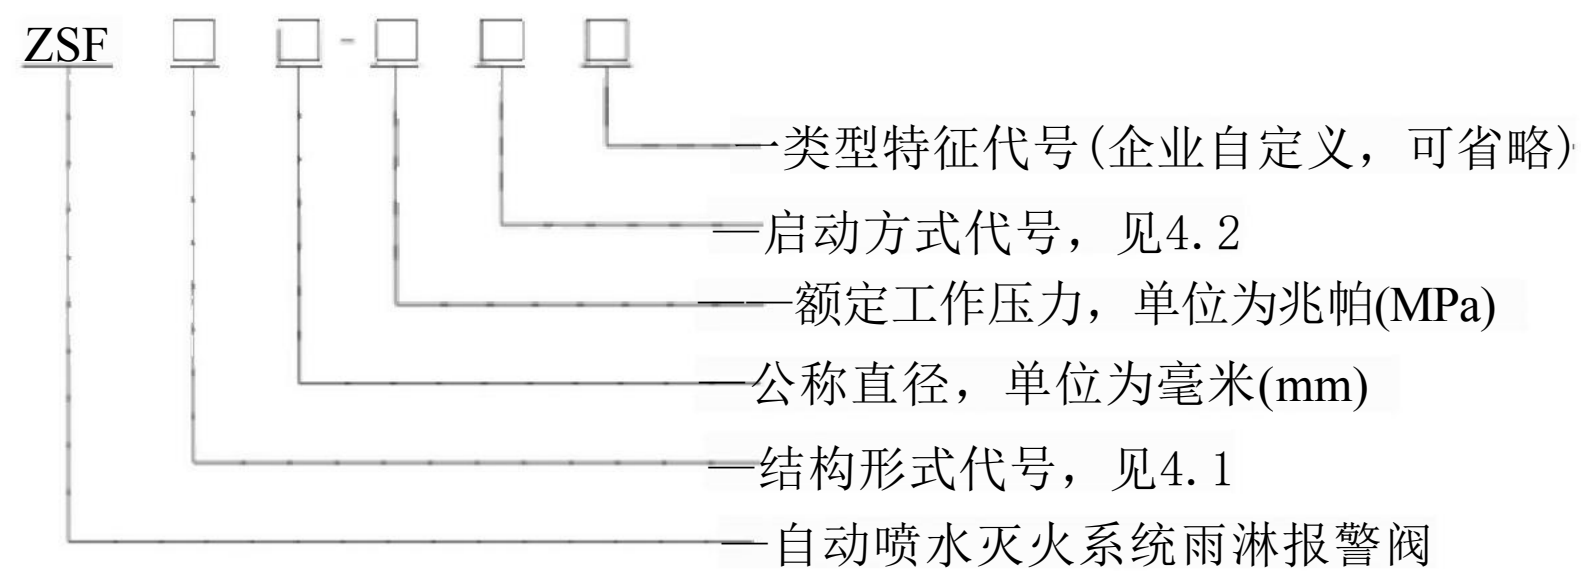 ZSF □ □-□ □ □
类型特征代号(企业自定义，可省略)
启动方式代号，见4.2
额定工作压力，单位为兆帕(MPa)
公称直径，单位为毫米(mm)
结构形式代号，见4.1
自动喷水灭火系统雨淋报警阀